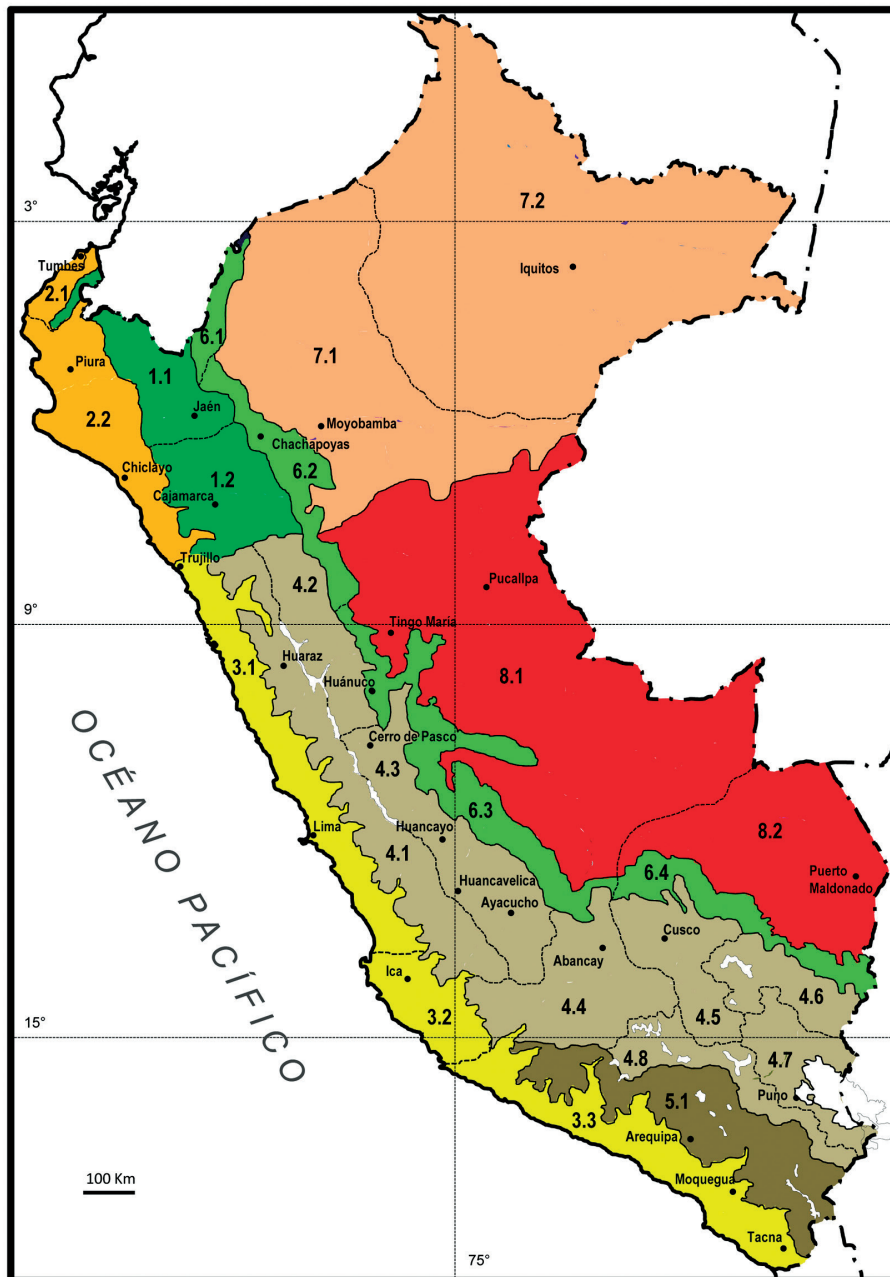 7.2
3°
Iquitos
Tumbes
2.1
6.1
7.1
Piura
1.1
Jaén
2.2
Moyobamba
Chachapoyas
6.2
Chiclayo
1.2
Cajamarca
Trujillo
4.2
Pucallpa
9°
Tingo María
3.1
Huaraz
8.1
Huánuco
Cerro de Pasco
4.3
OCÉANO PACÍFICO
6.3
Lima
Huancayo
4.1
8.2
6.4
Puerto
Maldonado
Huancavelica
Ayacucho
Cusco
Abancay
Ica
4.6
4.4
3.2
4.5
15°
4.8
4.7
Puno
5.1
3.3
Arequipa
100 Km
Moquegua
Tacna
75°